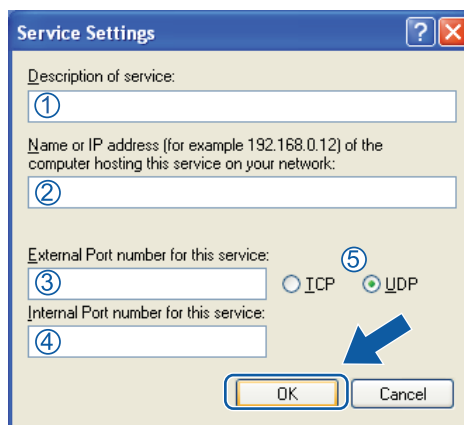 Service Settings
Description of service:
①
Name or IP address (for example 192.168.0.12) of the
computer hosting this service on your network:
②
External Port number for this service:
③ TCP ⑤ UDP
Internal Port number for this service:
④
OK Cancel